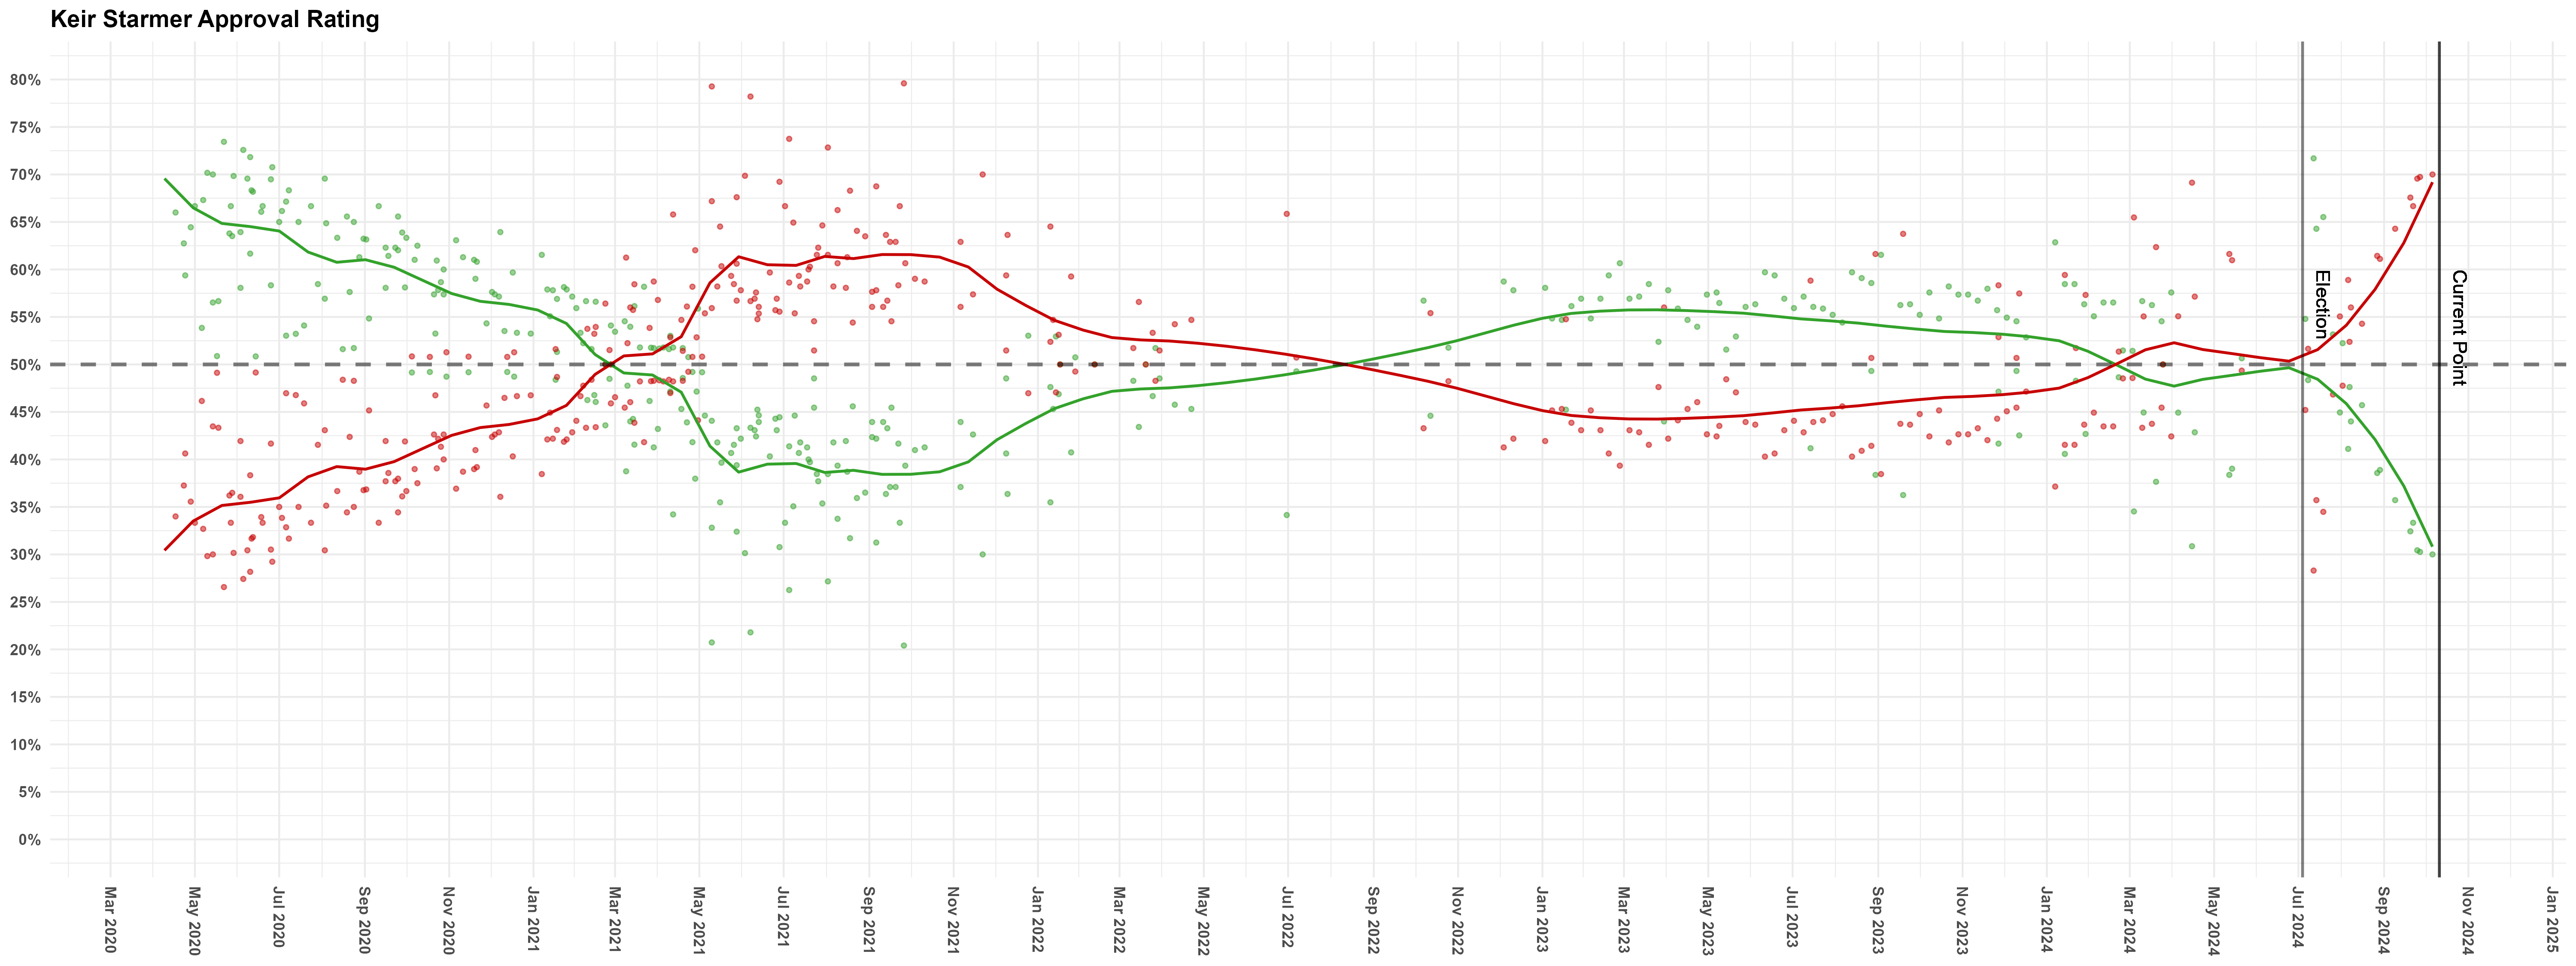 Keir Starmer Approval Rating
80%
75%
70%
65%
60%
55%
50%
45%
40%
35%
30%
25%
20%
15%
10%
5%
0%
Election
Current Point
Mar 2020
May 2020
Jul 2020
Sep 2020
Nov 2020
Jan 2021
Mar 2021
May 2021
Jul 2021
Sep 2021
Nov 2021
Jan 2022
Mar 2022
May 2022
Jul 2022
Sep 2022
Nov 2022
Jan 2023
Mar 2023
May 2023
Jul 2023
Sep 2023
Nov 2023
Jan 2024
Mar 2024
May 2024
Jul 2024
Sep 2024
Nov 2024
Jan 2025